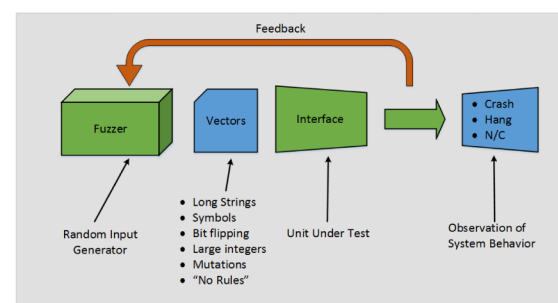 Feedback
Fuzzer
Vectors
Interface
• Crash
• Hang
• N/C
Random Input
Generator
• Long Strings
• Symbols
• Bit flipping
• Large integers
• Mutations
• “No Rules”
Unit Under Test
Observation of
System Behavior